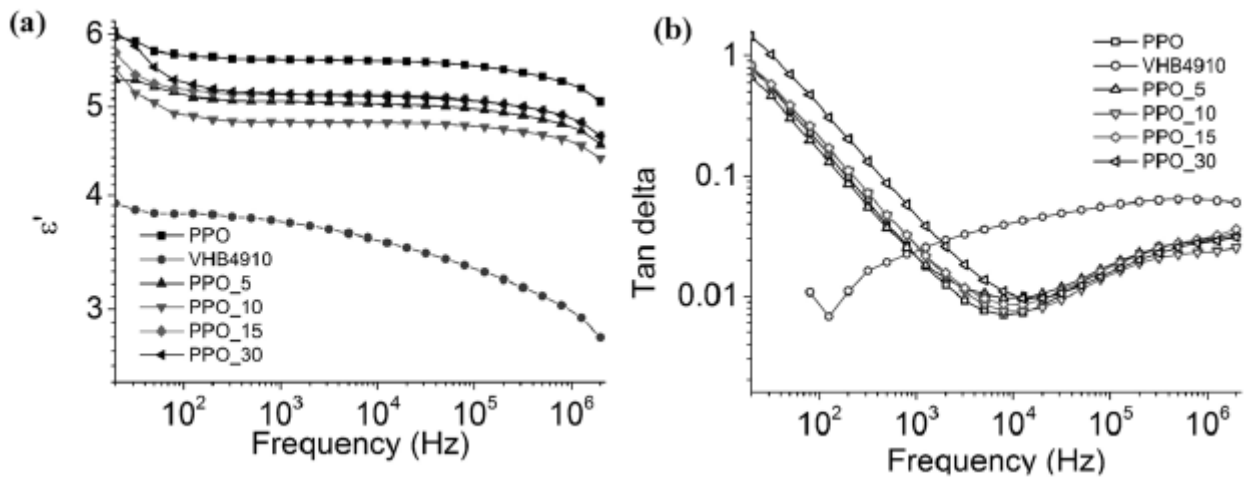 (a)
6
5
4
3
ε'
PPO
VHB4910
PPO_5
PPO_10
PPO_15
PPO_30
10² 10³ 10⁴ 10⁵ 10⁶
Frequency (Hz)
(b)
1
0.1
0.01
Tan delta
PPO
VHB4910
PPO_5
PPO_10
PPO_15
PPO_30
10² 10³ 10⁴ 10⁵ 10⁶
Frequency (Hz)